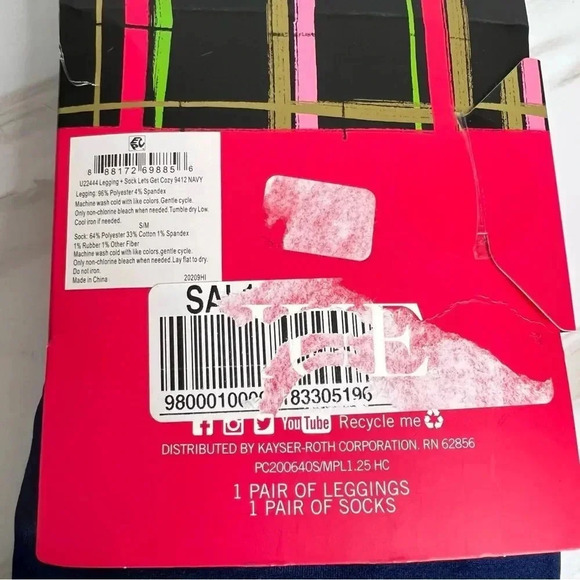 8 88172 69885 6
U22444 Legging + Sock Lets Get Cozy 9412 NAVY
Legging: 96% Polyester 4% Spandex
Machine wash cold with like colors. Gentle cycle.
Only non-chlorine bleach when needed. Tumble dry Low.
Cool iron if needed.
S/M
Sock: 64% Polyester 33% Cotton 1% Spandex
1% Rubber 1% Other Fiber
Machine wash cold with like colors, gentle cycle.
Only non-chlorine bleach when needed. Lay flat to dry.
Do not iron.
Made in China 20209HI
UE
YouTube Recycle me
DISTRIBUTED BY KAYSER-ROTH CORPORATION. RN 62856
PC200640S/MPL1.25 HC
1 PAIR OF LEGGINGS
1 PAIR OF SOCKS